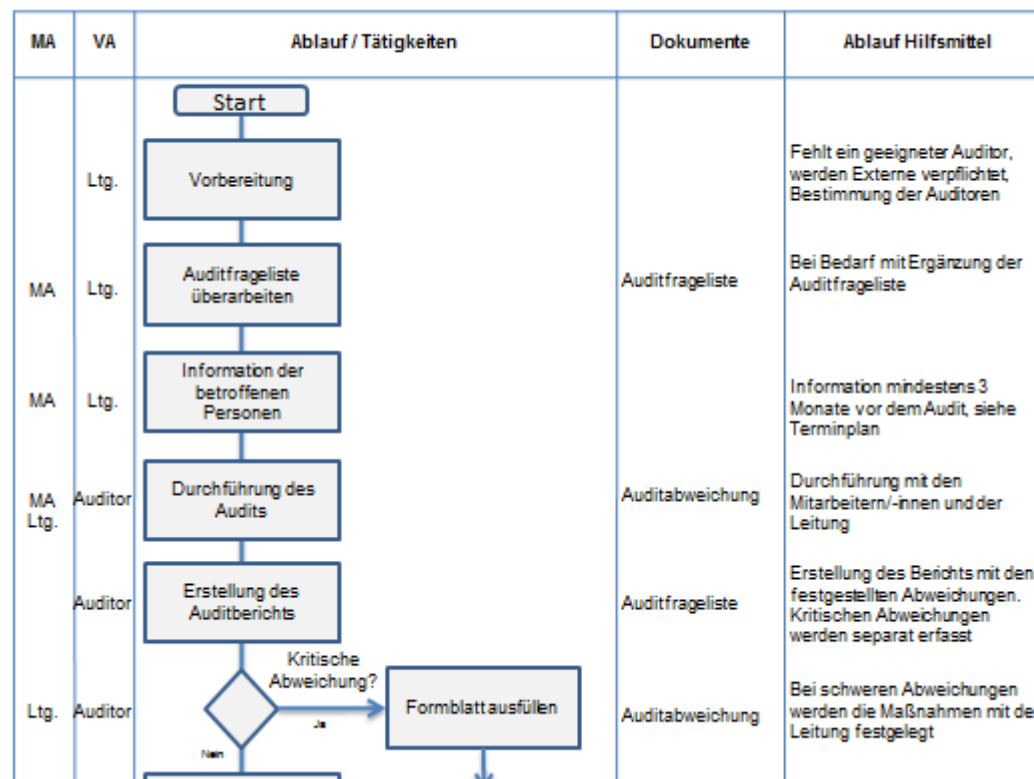 MA VA Ablauf / Tätigkeiten Dokumente Ablauf Hilfsmittel
Start
Ltg.
Vorbereitung
Fehlt ein geeigneter Auditor,
werden Externe verpflichtet,
Bestimmung der Auditoren
MA
Ltg.
Auditfrageliste
überarbeiten
Auditfrageliste
Bei Bedarf mit Ergänzung der
Auditfrageliste
MA
Ltg.
Information der
betroffenen
Personen
Information mindestens 3
Monate vor dem Audit, siehe
Terminplan
MA
Ltg.
Auditor
Durchführung des
Audits
Auditabweichung
Durchführung mit den
Mitarbeitern/-innen und der
Leitung
Auditor
Erstellung des
Auditberichts
Auditfrageliste
Erstellung des Berichts mit den
festgestellten Abweichungen.
Kritischen Abweichungen
werden separat erfasst
Ltg.
Auditor
Kritische
Abweichung?
Ja
Nein
Formblatt ausfüllen
Auditabweichung
Bei schweren Abweichungen
werden die Maßnahmen mit de
Leitung festgelegt